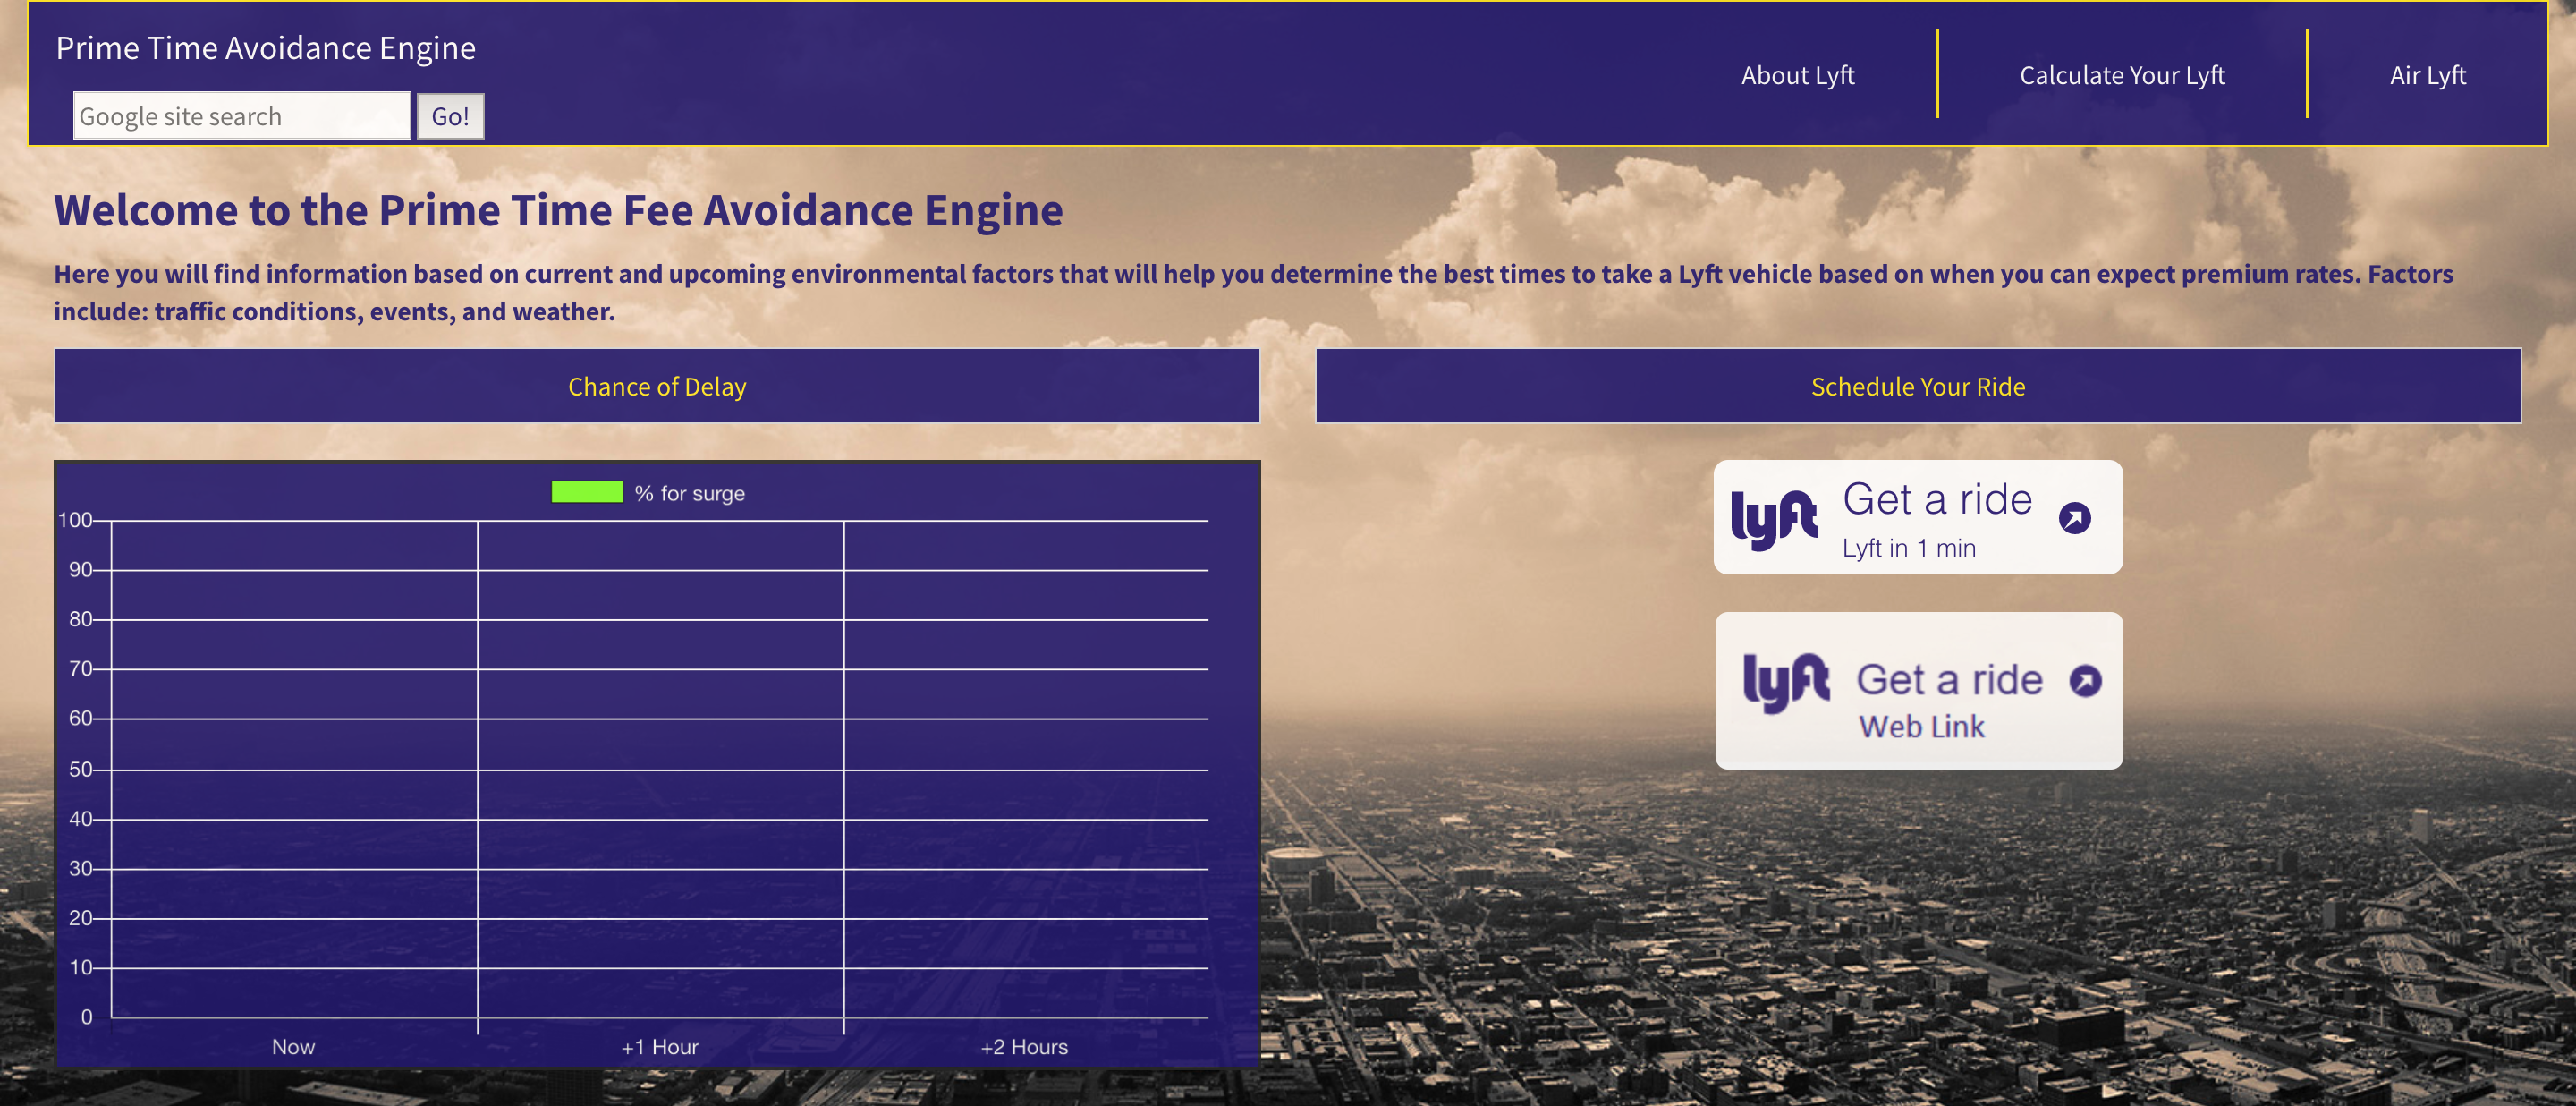 Prime Time Avoidance Engine
Google site search
Go!
About Lyft
Calculate Your Lyft
Air Lyft
Welcome to the Prime Time Fee Avoidance Engine
Here you will find information based on current and upcoming environmental factors that will help you determine the best times to take a Lyft vehicle based on when you can expect premium rates. Factors
include: traffic conditions, events, and weather.
Chance of Delay
Schedule Your Ride
% for surge
100
90
80
70
60
50
40
30
20
10
0
Now
+1 Hour
+2 Hours
lyft
Get a ride
Lyft in 1 min
lyft
Get a ride
Web Link